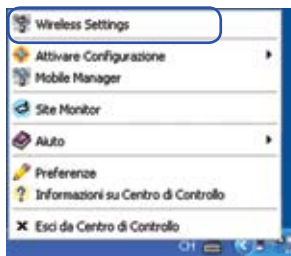 Wireless Settings
Attivare Configurazione
Mobile Manager
Site Monitor
Aiuto
Preferenze
Informazioni su Centro di Controllo
Esci da Centro di Controllo
CH